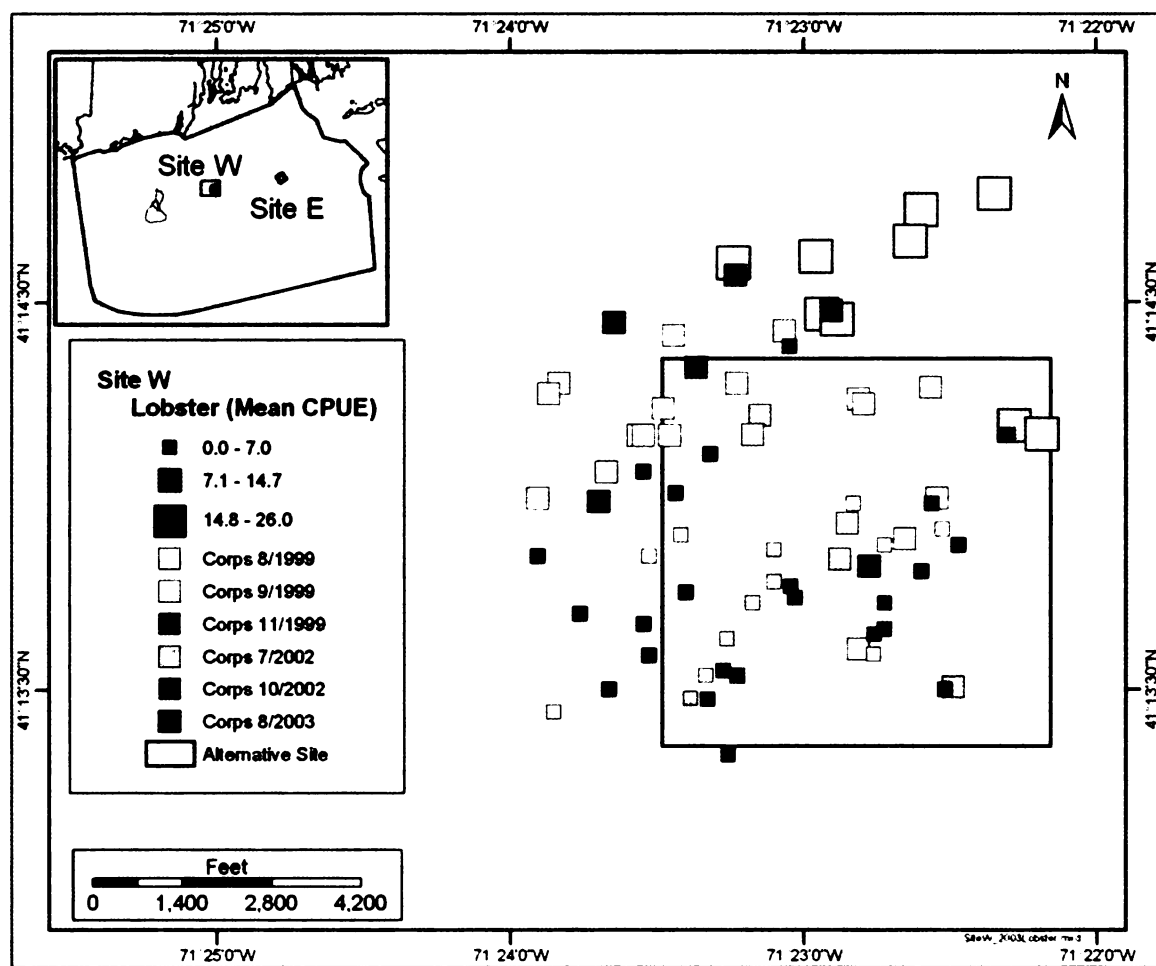 71°25'0"W 71°24'0"W 71°23'0"W 71°22'0"W
N
Site W
Site E
41°14'30"N 41°14'30"N
Site W
Lobster (Mean CPUE)
0.0 - 7.0
7.1 - 14.7
14.8 - 26.0
Corps 8/1999
Corps 9/1999
Corps 11/1999
Corps 7/2002
Corps 10/2002
Corps 8/2003
Alternative Site
41°13'30"N 41°13'30"N
Feet
0 1,400 2,800 4,200
SiteW_2003Lobster.mxd
71°25'0"W 71°24'0"W 71°23'0"W 71°22'0"W